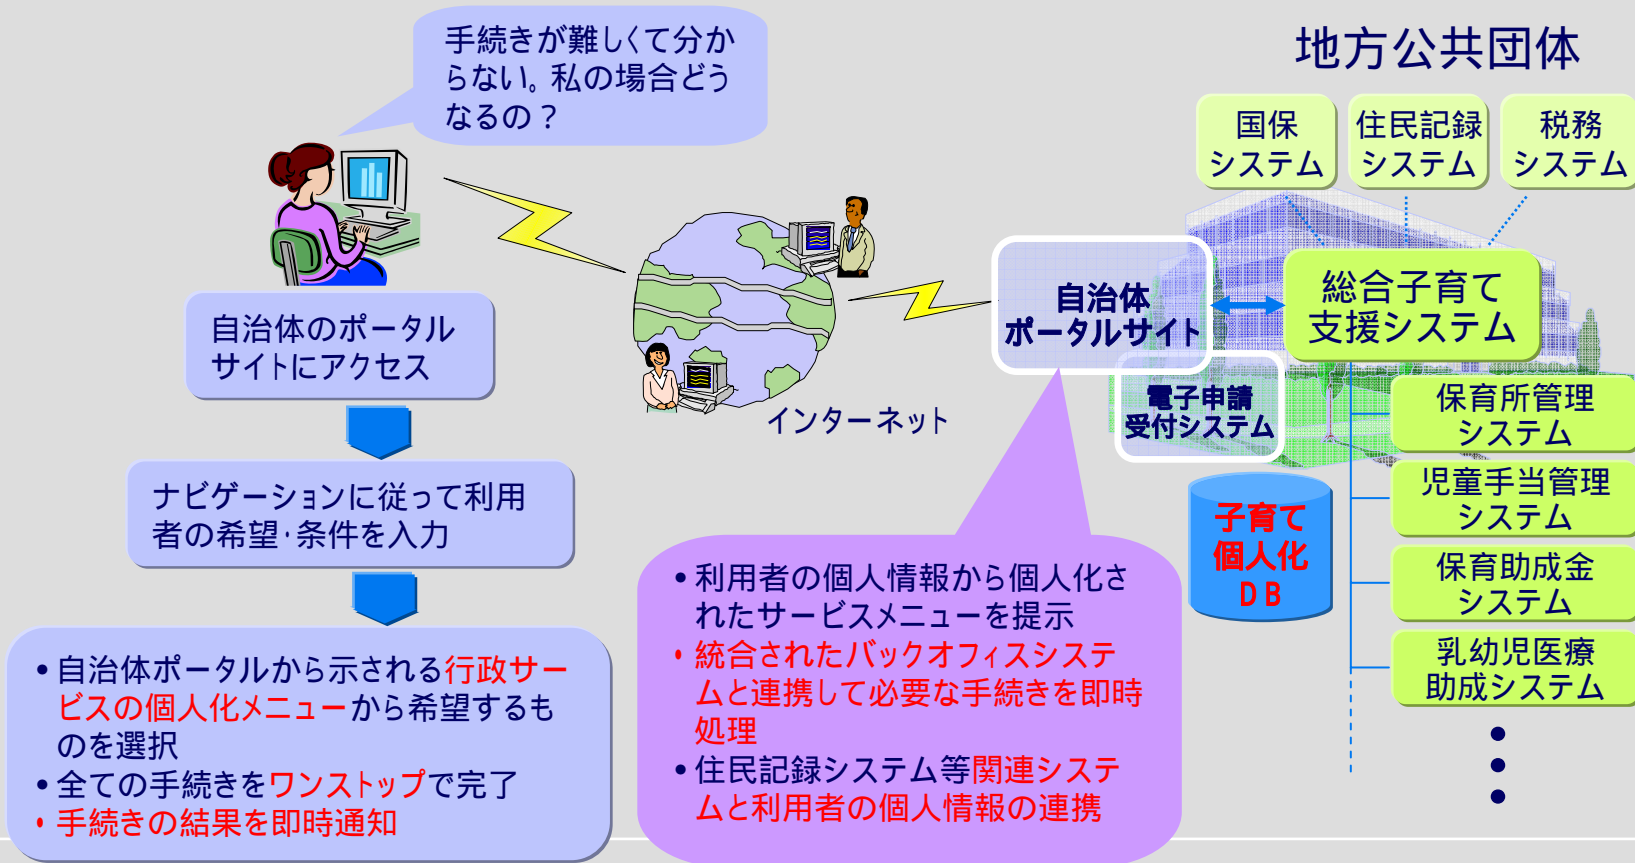 手続きが難しくて分か
らない。私の場合どう
なるの？
地方公共団体
国保
システム
住民記録
システム
税務
システム
自治体
ポータルサイト
総合子育て
支援システム
自治体のポータル
サイトにアクセス
インターネット
電子申請
受付システム
保育所管理
システム
児童手当管理
システム
保育助成金
システム
乳幼児医療
助成システム
子育て
個人化
ＤＢ
ナビゲーションに従って利用
者の希望・条件を入力
• 自治体ポータルから示される行政サー
ビスの個人化メニューから希望するも
のを選択
• 全ての手続きをワンストップで完了
• 手続きの結果を即時通知
• 利用者の個人情報から個人化さ
れたサービスメニューを提示
• 統合されたバックオフィスシステ
ムと連携して必要な手続きを即時
処理
• 住民記録システム等関連システ
ムと利用者の個人情報の連携